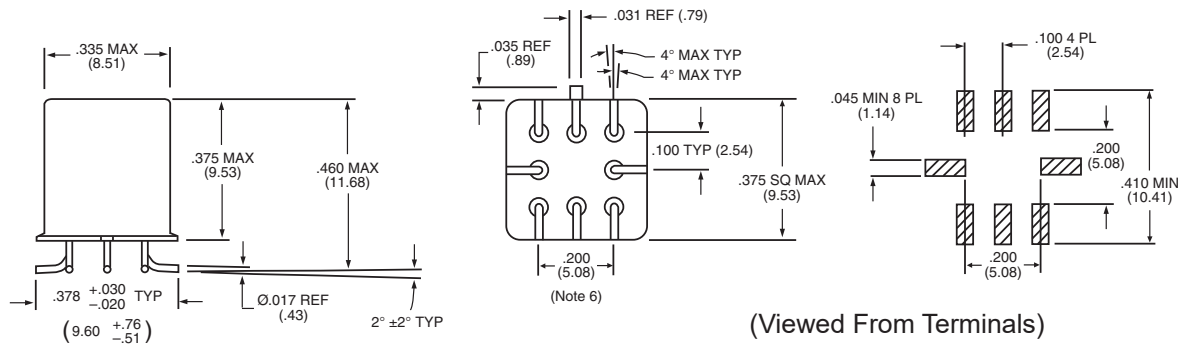 .335 MAX
(8.51)
.375 MAX
(9.53)
.460 MAX
(11.68)
.378 +.030 –.020 TYP
(9.60 +.76 –.51)
Ø.017 REF
(.43)
2° ±2° TYP
.031 REF (.79)
.035 REF
(.89)
4° MAX TYP
4° MAX TYP
.100 TYP (2.54)
.375 SQ MAX
(9.53)
.200
(5.08)
(Note 6)
.100 4 PL
(2.54)
.045 MIN 8 PL
(1.14)
.200
(5.08)
.410 MIN
(10.41)
.200
(5.08)
(Viewed From Terminals)